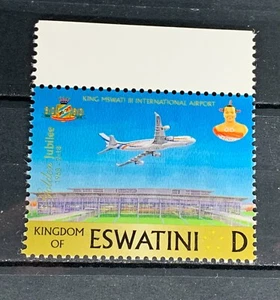 KING MSWATI III INTERNATIONAL AIRPORT
Jubilee
KINGDOM
OF ESWATINI D